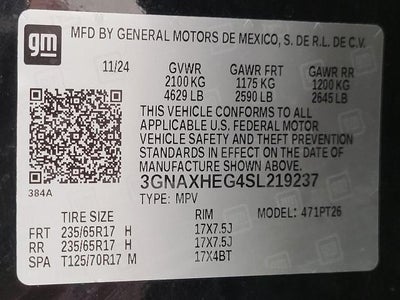 gm
MFD BY GENERAL MOTORS DE MEXICO, S. DE R.L. DE C.V.
11/24 GVWR GAWR FRT GAWR RR
2100 KG 1175 KG 1200 KG
4629 LB 2590 LB 2645 LB
THIS VEHICLE CONFORMS TO ALL
APPLICABLE U.S. FEDERAL MOTOR
VEHICLE SAFETY AND THEFT PREVENTION
STANDARDS IN EFFECT ON THE DATE OF
MANUFACTURE SHOWN ABOVE.
384A 3GNAXHEG4SL219237
TYPE: MPV
TIRE SIZE RIM MODEL: 471PT26
FRT 235/65R17 H 17X7.5J
RR 235/65R17 H 17X7.5J
SPA T125/70R17 M 17X4BT